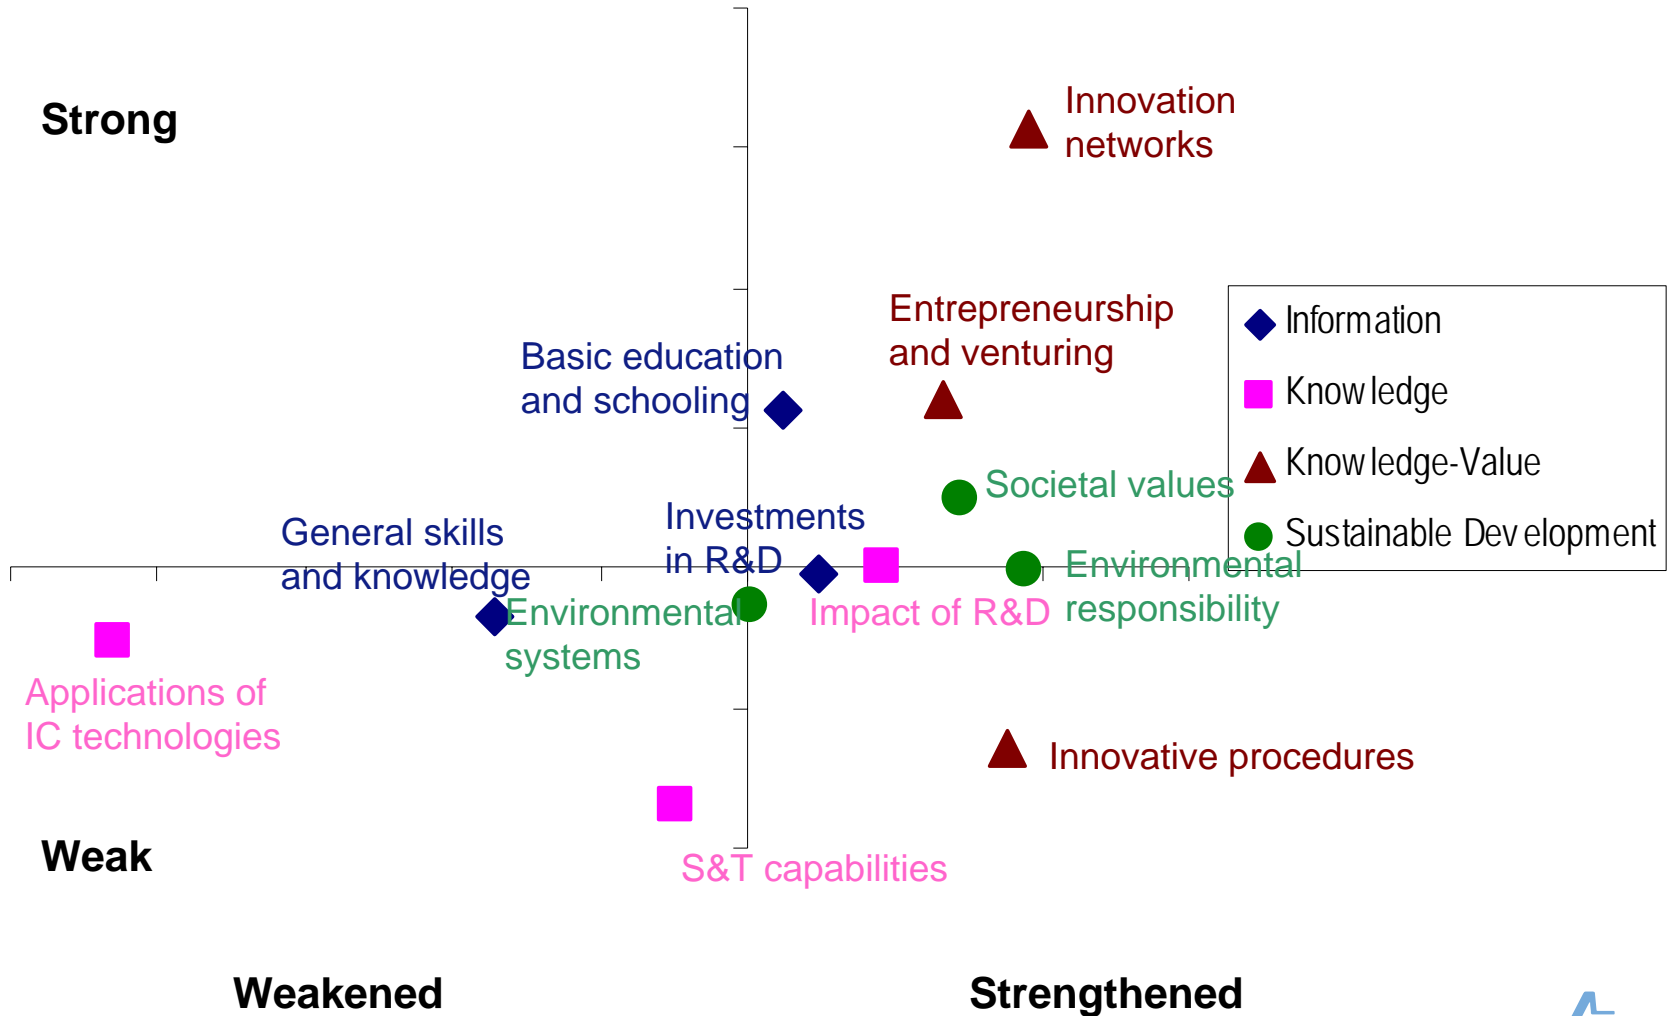 Strong
Innovation
networks
Entrepreneurship
and venturing
Basic education
and schooling
Information
Knowledge
Knowledge-Value
Sustainable Development
Societal values
Investments
in R&D
General skills
and knowledge
Environmental
responsibility
Impact of R&D
Environmental
systems
Applications of
IC technologies
Innovative procedures
Weak
S&T capabilities
Weakened
Strengthened